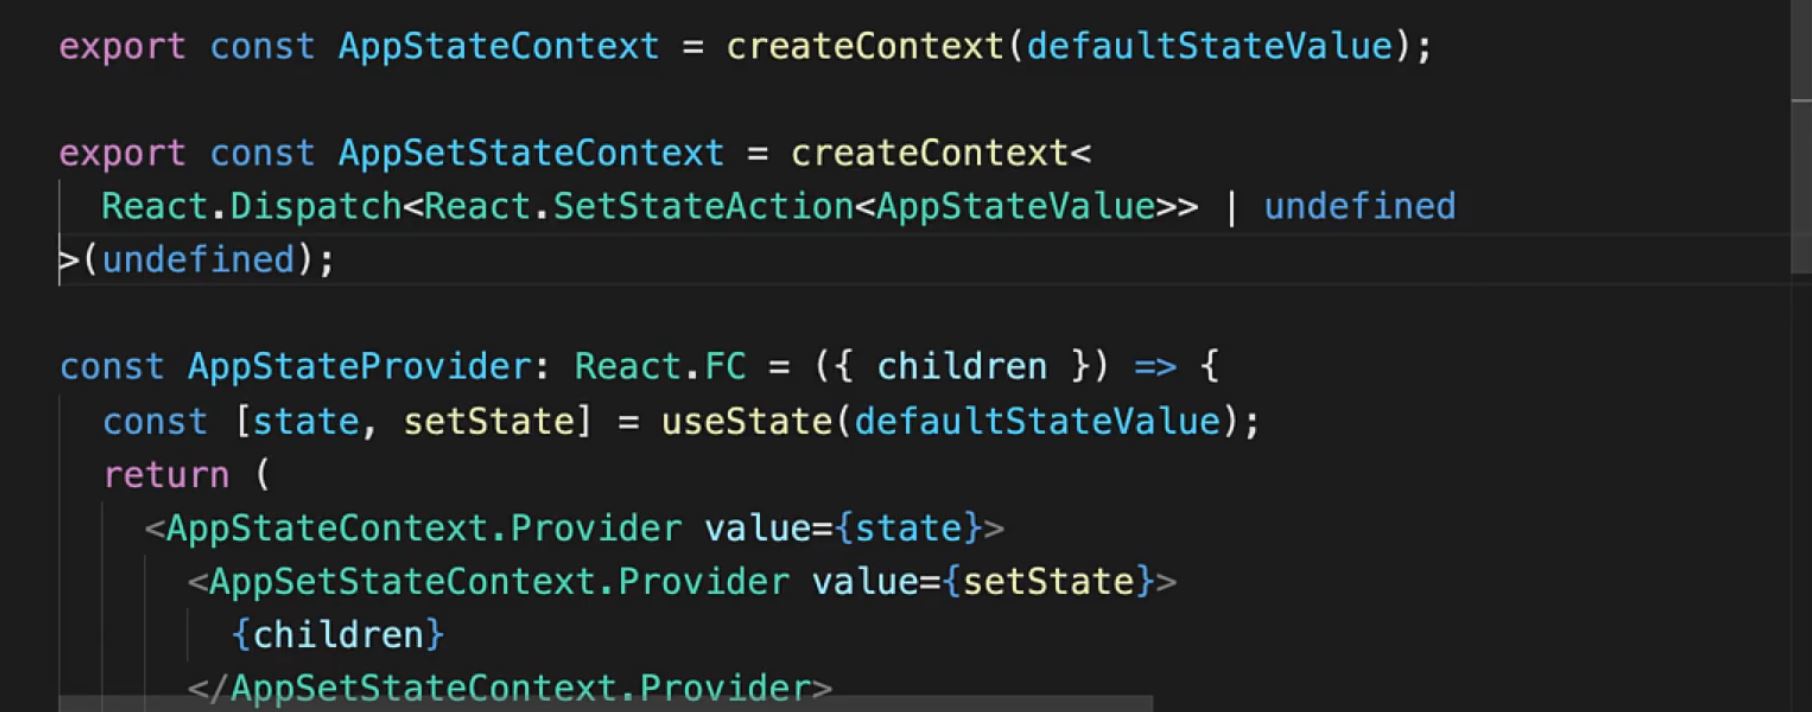 export const AppStateContext = createContext(defaultStateValue);
export const AppSetStateContext = createContext<
React.Dispatch<React.SetStateAction<AppStateValue>> | undefined
>(undefined);
const AppStateProvider: React.FC = ({ children }) => {
const [state, setState] = useState(defaultStateValue);
return (
<AppStateContext.Provider value={state}>
<AppSetStateContext.Provider value={setState}>
{children}
</AppSetStateContext.Provider>